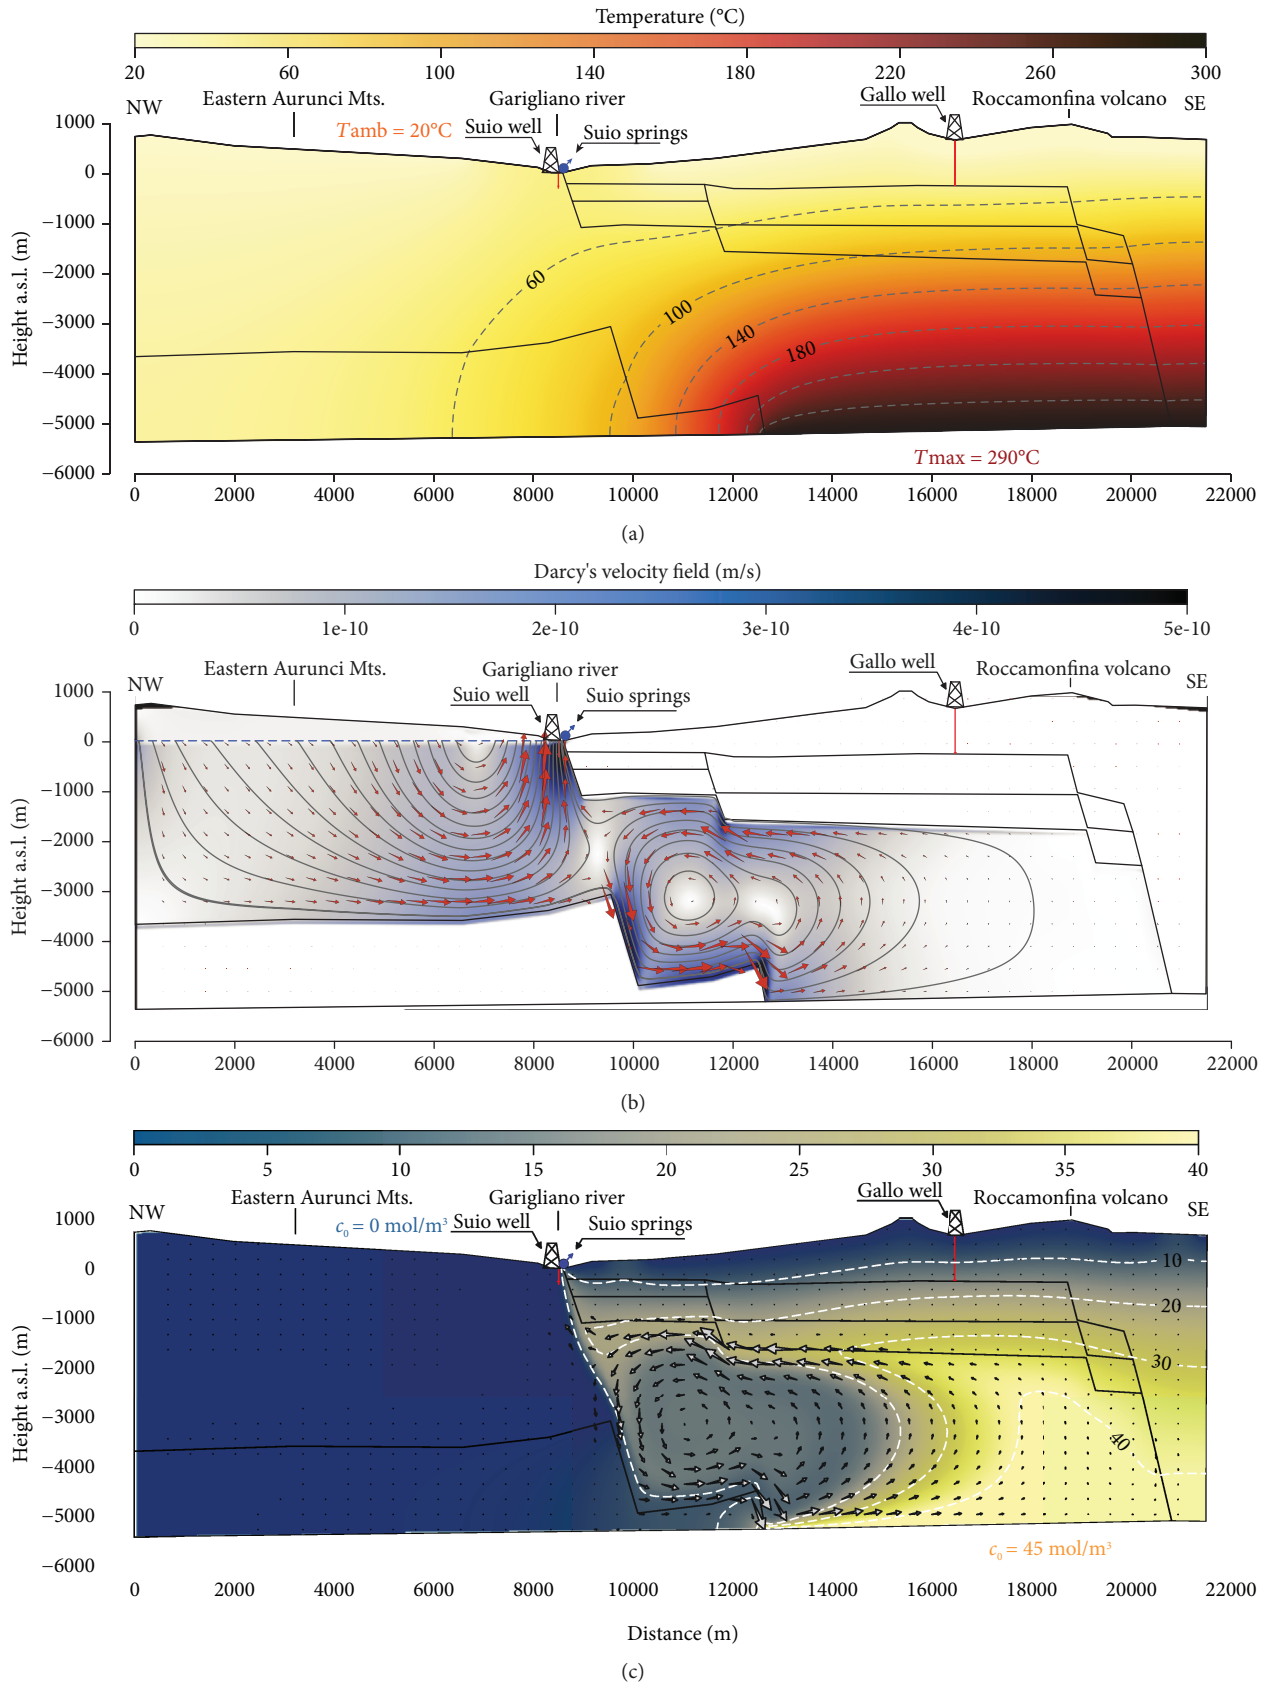 Temperature (°C)
20 60 100 140 180 220 260 300
NW Eastern Aurunci Mts. Garigliano river Gallo well Roccamonfina volcano SE
Tamb = 20°C Suio well Suio springs
1000
0
−1000
−2000
−3000
−4000
−5000
−6000
Height a.s.l. (m)
60
100
140
180
Tmax = 290°C
0 2000 4000 6000 8000 10000 12000 14000 16000 18000 20000 22000
(a)
Darcy's velocity field (m/s)
0 1e-10 2e-10 3e-10 4e-10 5e-10
NW Eastern Aurunci Mts. Garigliano river Gallo well Roccamonfina volcano SE
Suio well Suio springs
1000
0
−1000
−2000
−3000
−4000
−5000
−6000
Height a.s.l. (m)
0 2000 4000 6000 8000 10000 12000 14000 16000 18000 20000 22000
(b)
0 5 10 15 20 25 30 35 40
NW Eastern Aurunci Mts. Garigliano river Gallo well Roccamonfina volcano SE
c₀ = 0 mol/m³ Suio well Suio springs
1000
0
−1000
−2000
−3000
−4000
−5000
−6000
Height a.s.l. (m)
10
20
30
40
c₀ = 45 mol/m³
0 2000 4000 6000 8000 10000 12000 14000 16000 18000 20000 22000
Distance (m)
(c)